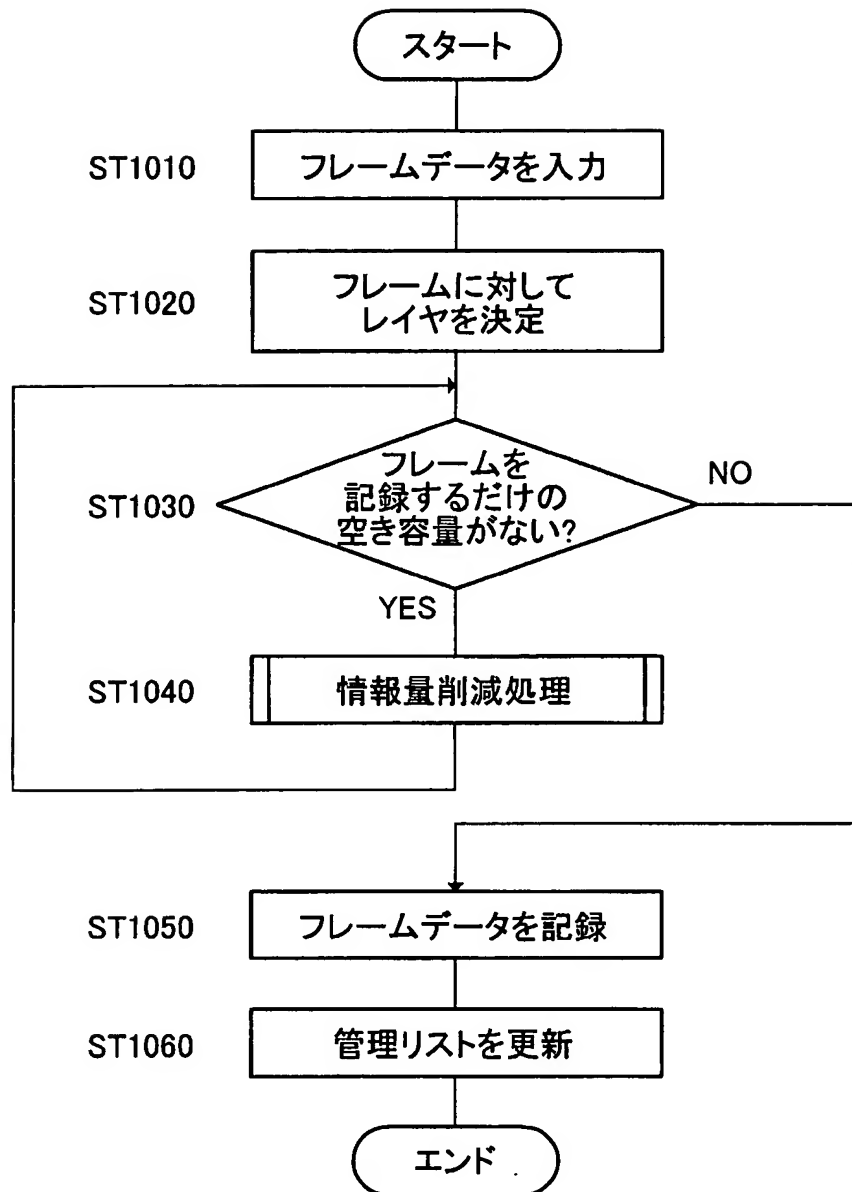 スタート
ST1010
フレームデータを入力
ST1020
フレームに対して
レイヤを決定
ST1030
フレームを
記録するだけの
空き容量がない?
NO
YES
ST1040
情報量削減処理
ST1050
フレームデータを記録
ST1060
管理リストを更新
エンド